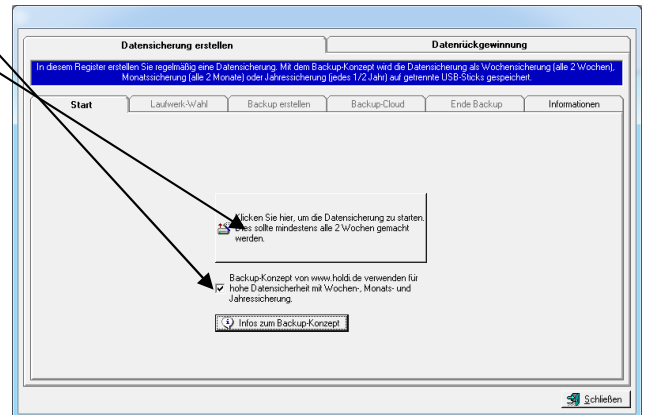 Datensicherung erstellen
Datenrückgewinnung
In diesem Register erstellen Sie regelmäßig eine Datensicherung. Mit dem Backup-Konzept wird die Datensicherung als Wochensicherung (alle 2 Wochen),
Monatssicherung (alle 2 Monate) oder Jahressicherung (jedes 1/2 Jahr) auf getrennte USB-Sticks gespeichert.
Start
Laufwerk-Wahl
Backup erstellen
Backup-Cloud
Ende Backup
Informationen
Klicken Sie hier, um die Datensicherung zu starten.
Dies sollte mindestens alle 2 Wochen gemacht
werden.
Backup-Konzept von www.holdi.de verwenden für
hohe Datensicherheit mit Wochen-, Monats- und
Jahressicherung.
Infos zum Backup-Konzept
Schließen